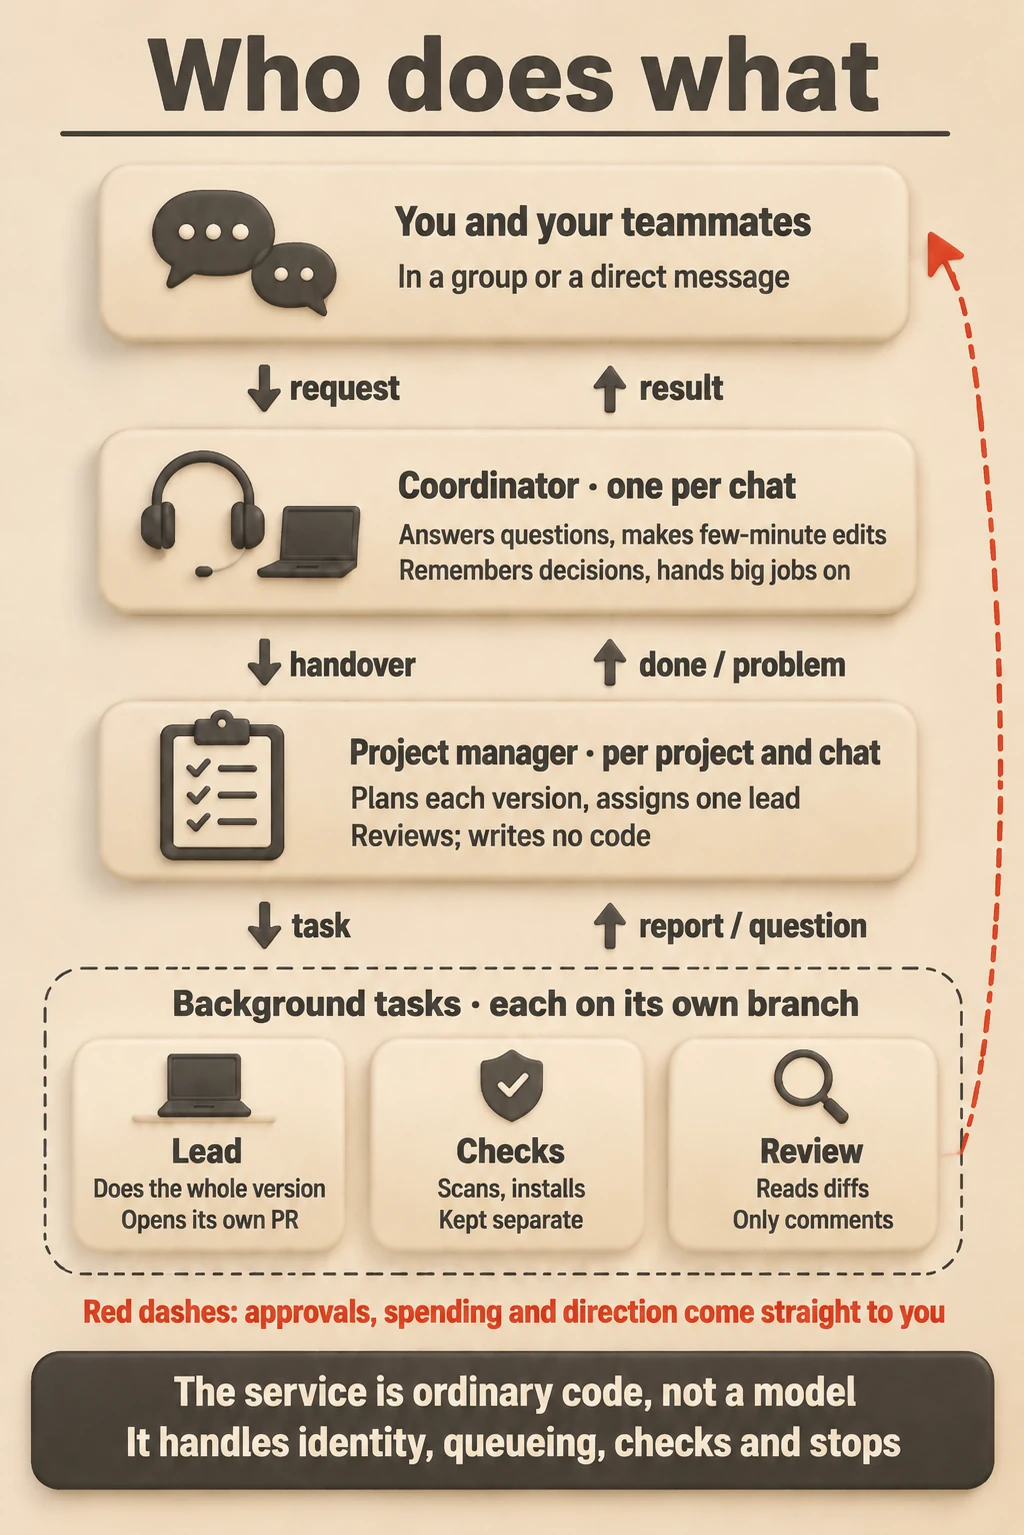 Who does what
You and your teammates
In a group or a direct message
request
result
Coordinator · one per chat
Answers questions, makes few-minute edits
Remembers decisions, hands big jobs on
handover
done / problem
Project manager · per project and chat
Plans each version, assigns one lead
Reviews; writes no code
task
report / question
Background tasks · each on its own branch
Lead
Does the whole version
Opens its own PR
Checks
Scans, installs
Kept separate
Review
Reads diffs
Only comments
Red dashes: approvals, spending and direction come straight to you
The service is ordinary code, not a model
It handles identity, queueing, checks and stops